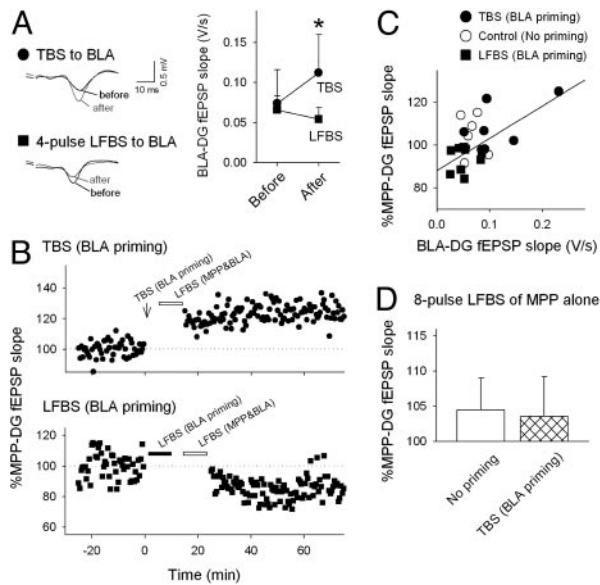 A
TBS to BLA
before
after
10 ms
0.5 mV
4-pulse LFBS to BLA
after
before
BLA-DG fEPSP slope (V/s)
0.15
0.10
0.05
0.00
*
TBS
LFBS
Before
After
C
TBS (BLA priming)
Control (No priming)
LFBS (BLA priming)
%MPP-DG fEPSP slope
120
100
80
0.0
0.1
0.2
BLA-DG fEPSP slope (V/s)
B
TBS (BLA priming)
TBS (BLA priming)
LFBS (MPP&BLA)
140
120
100
%MPP-DG fEPSP slope
LFBS (BLA priming)
LFBS (BLA priming)
LFBS (MPP&BLA)
120
100
80
60
-20
0
20
40
60
Time (min)
D
8-pulse LFBS of MPP alone
%MPP-DG fEPSP slope
115
110
105
100
No priming
TBS (BLA priming)